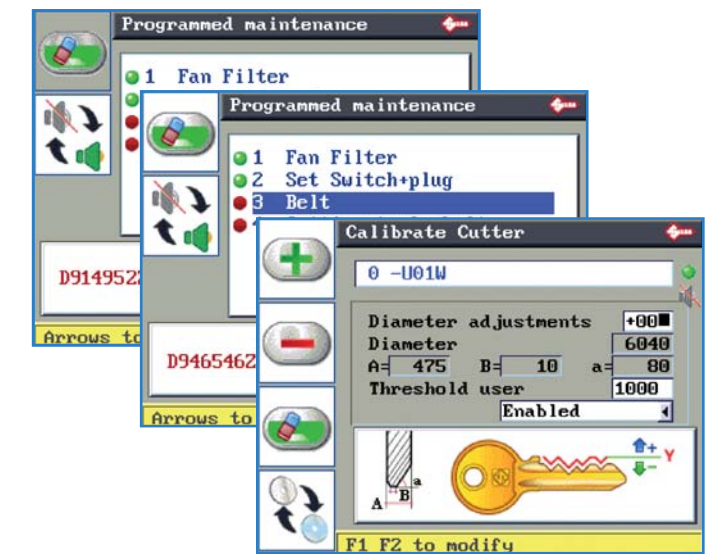 Programmed maintenance
1 Fan Filter
D9149522
Arrows to
Programmed maintenance
1 Fan Filter
2 Set Switch+plug
3 Belt
D9465462
Arrows to
Calibrate Cutter
0 -U01W
Diameter adjustments +00
Diameter 6040
A= 475 B= 10 a= 80
Threshold user 1000
Enabled
a
B
A
+ Y
-
F1 F2 to modify